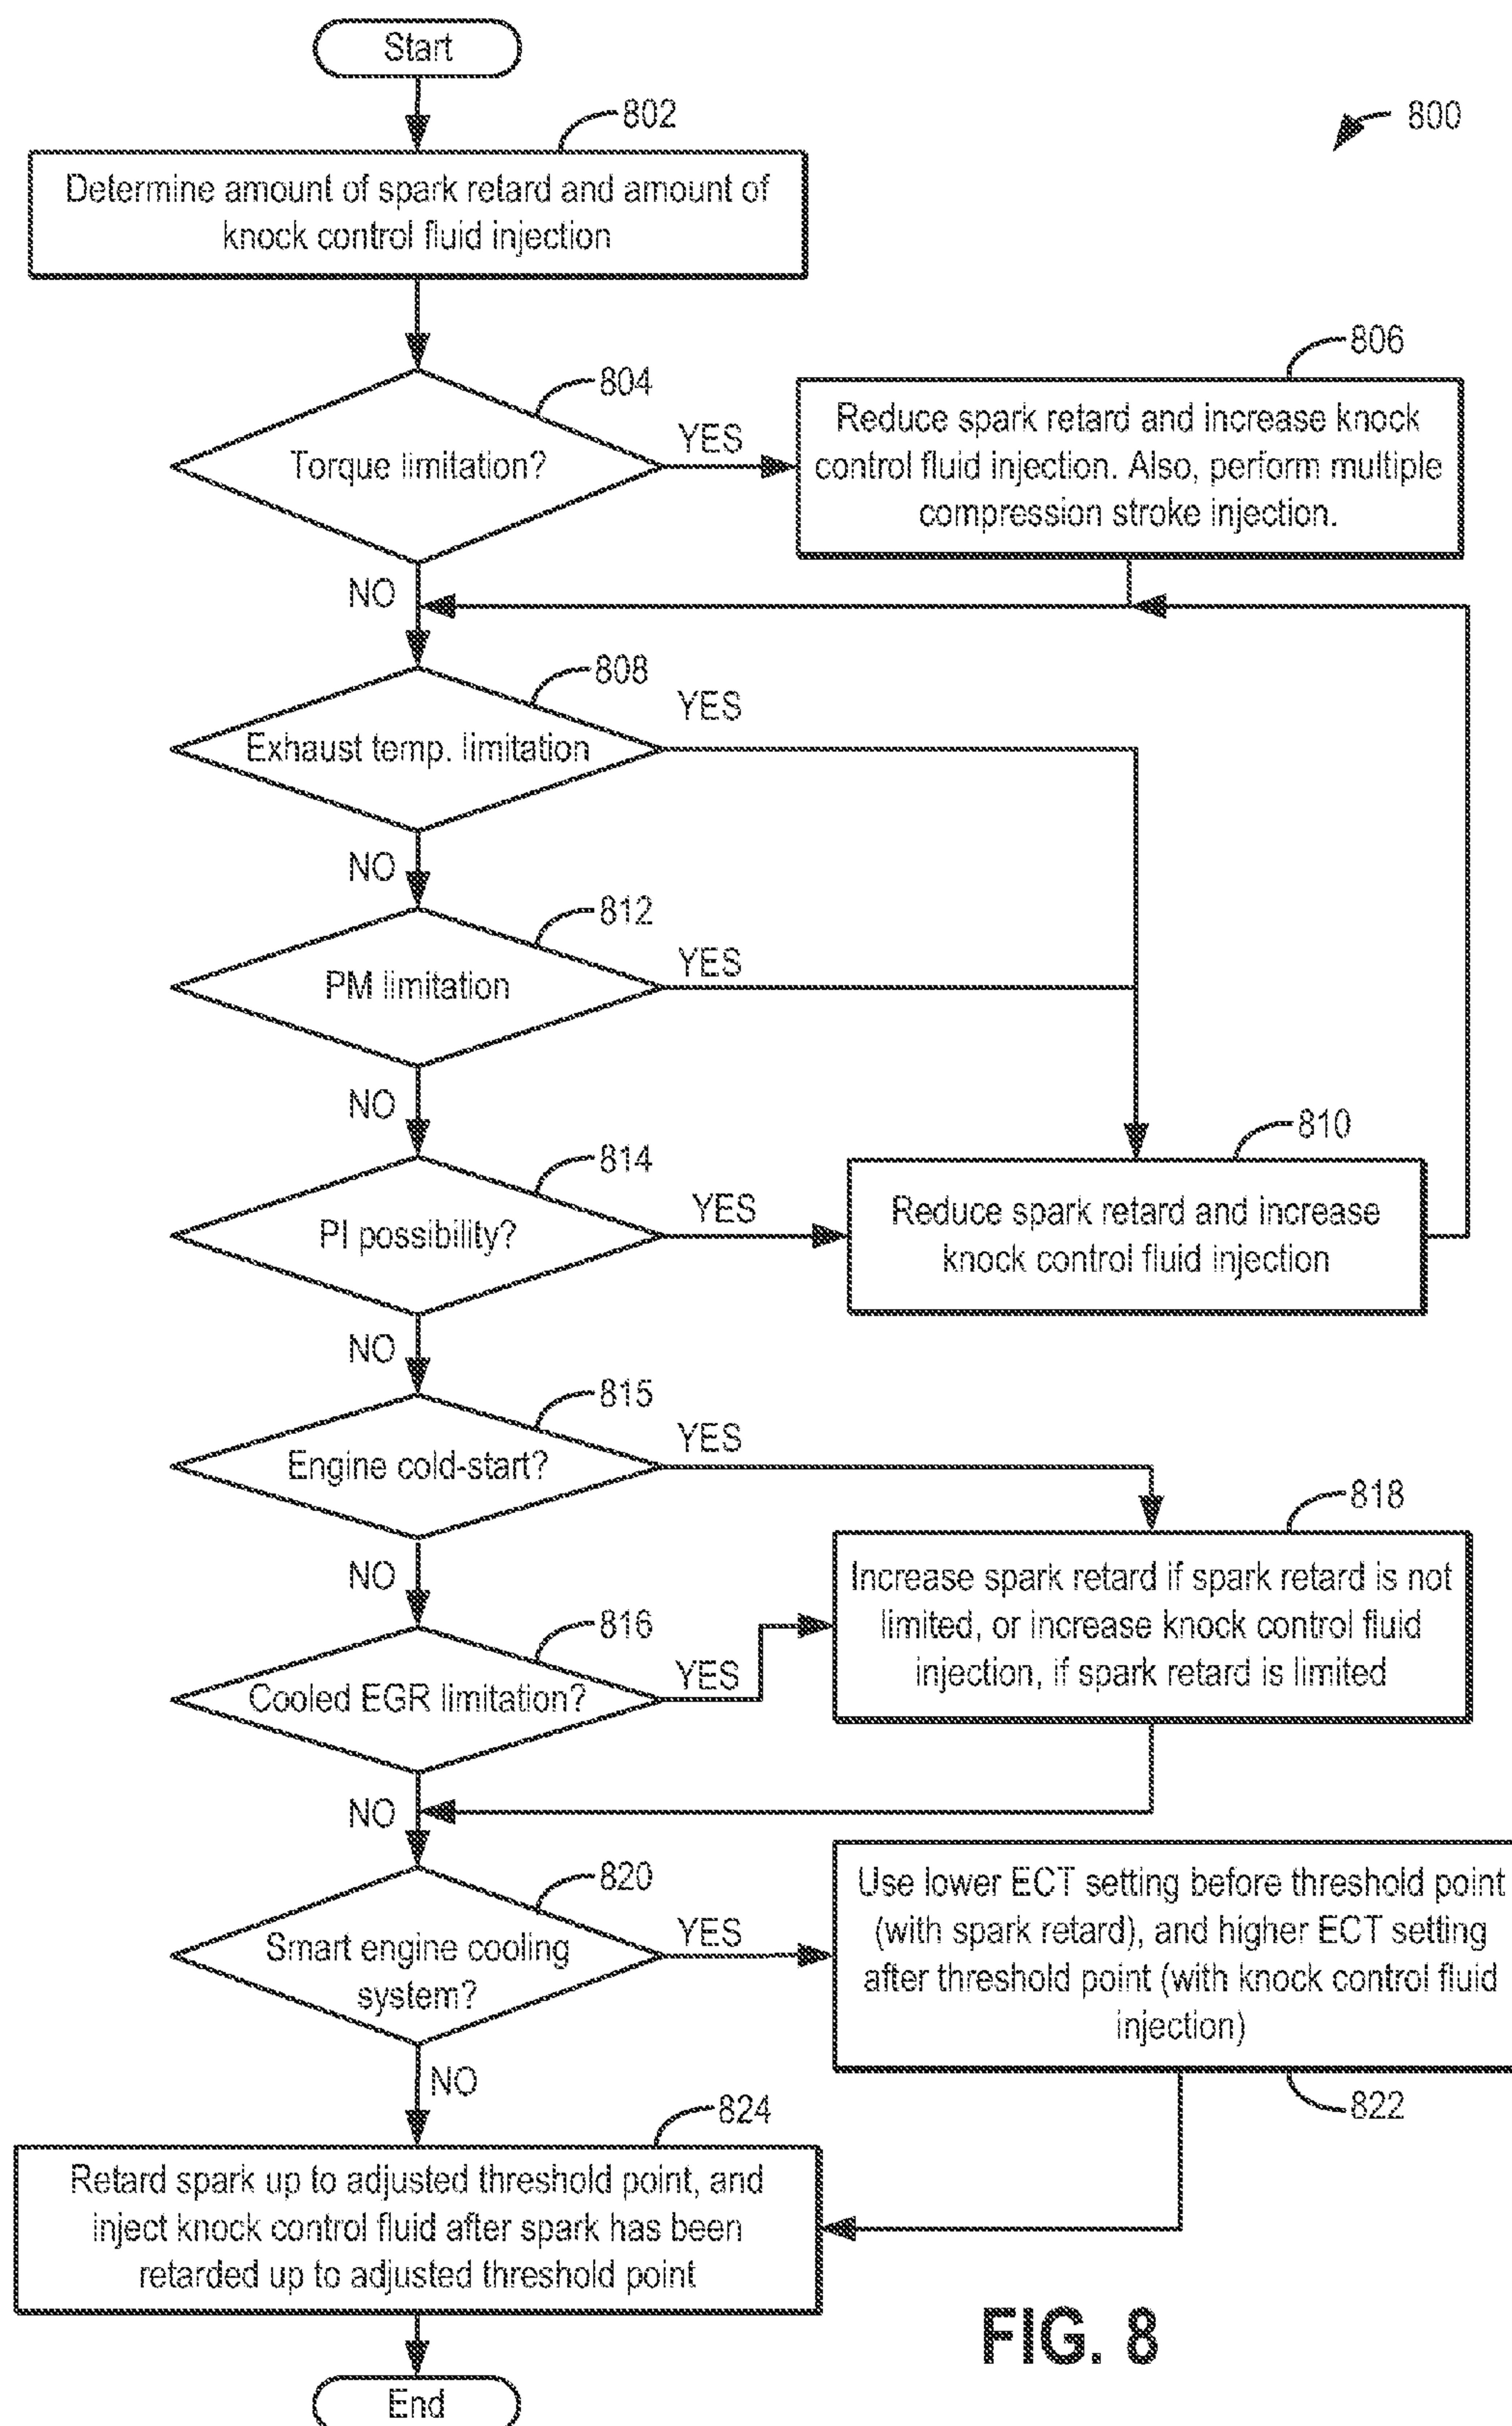 Start
800
802
Determine amount of spark retard and amount of
knock control fluid injection
804
Torque limitation?
YES
NO
806
Reduce spark retard and increase knock
control fluid injection. Also, perform multiple
compression stroke injection.
808
Exhaust temp. limitation
YES
NO
812
PM limitation
YES
NO
814
PI possibility?
YES
NO
810
Reduce spark retard and increase
knock control fluid injection
815
Engine cold-start?
YES
NO
818
Increase spark retard if spark retard is not
limited, or increase knock control fluid
injection, if spark retard is limited
816
Cooled EGR limitation?
YES
NO
820
Smart engine cooling
system?
YES
NO
Use lower ECT setting before threshold point
(with spark retard), and higher ECT setting
after threshold point (with knock control fluid
injection)
822
824
Retard spark up to adjusted threshold point, and
inject knock control fluid after spark has been
retarded up to adjusted threshold point
End
FIG. 8